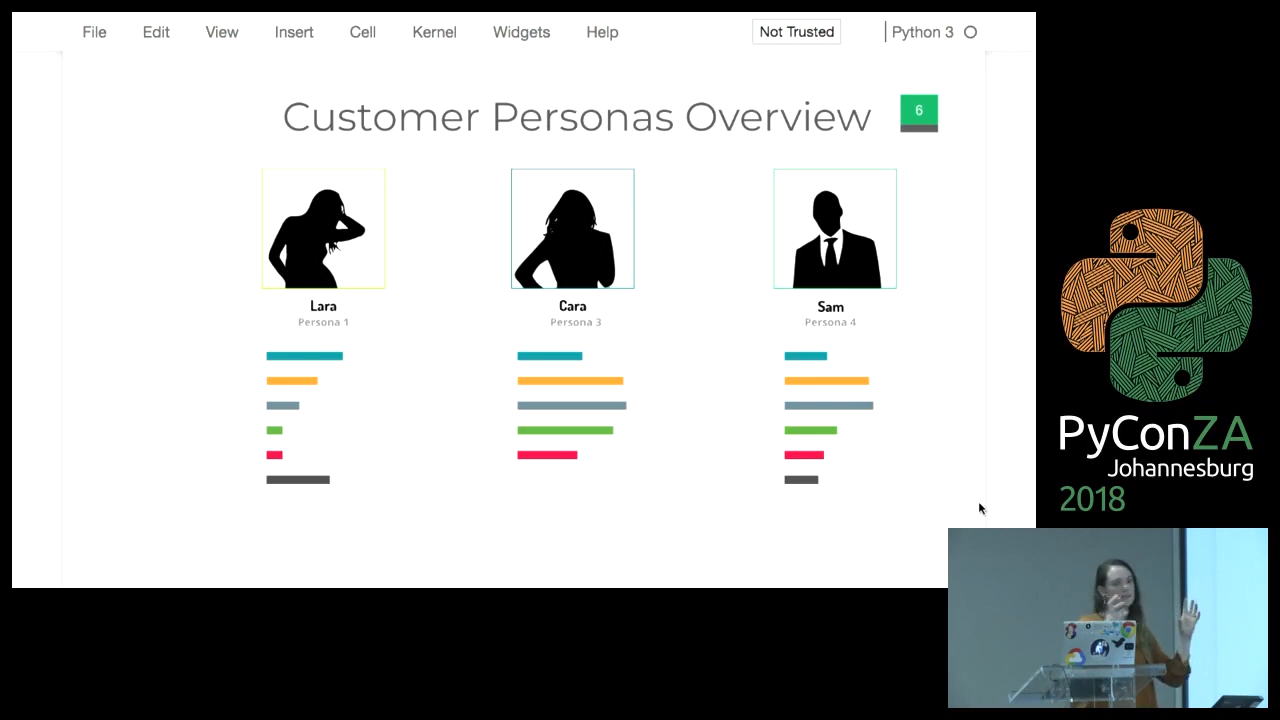 File Edit View Insert Cell Kernel Widgets Help Not Trusted Python 3
Customer Personas Overview 6
Lara Cara Sam
Persona 1 Persona 3 Persona 4
PyConZA
Johannesburg
2018